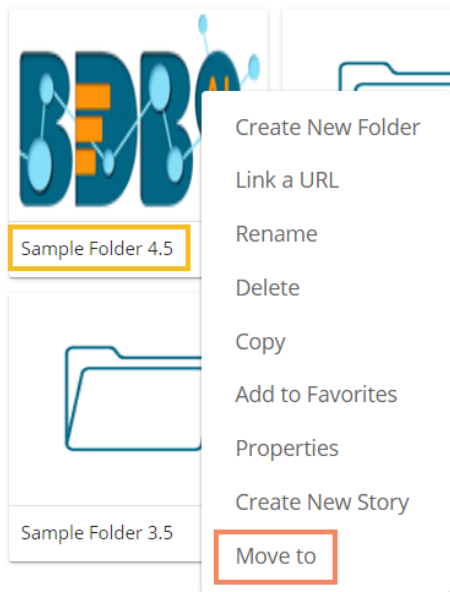 BDB
AI
Create New Folder
Link a URL
Rename
Sample Folder 4.5
Delete
Copy
Add to Favorites
Properties
Create New Story
Sample Folder 3.5
Move to